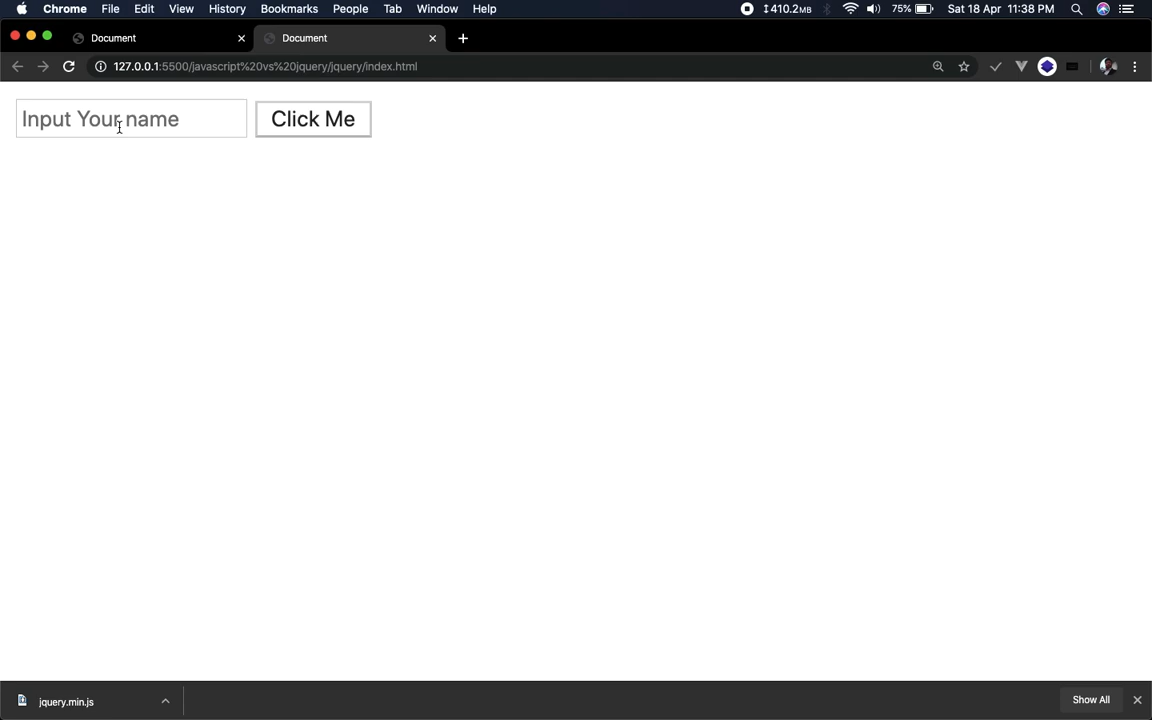 Chrome File Edit View History Bookmarks People Tab Window Help 410.2MB 75% Sat 18 Apr 11:38 PM
Document Document
127.0.0.1:5500/javascript%20vs%20jquery/jquery/index.html
Input Your name Click Me
jquery.min.js Show All